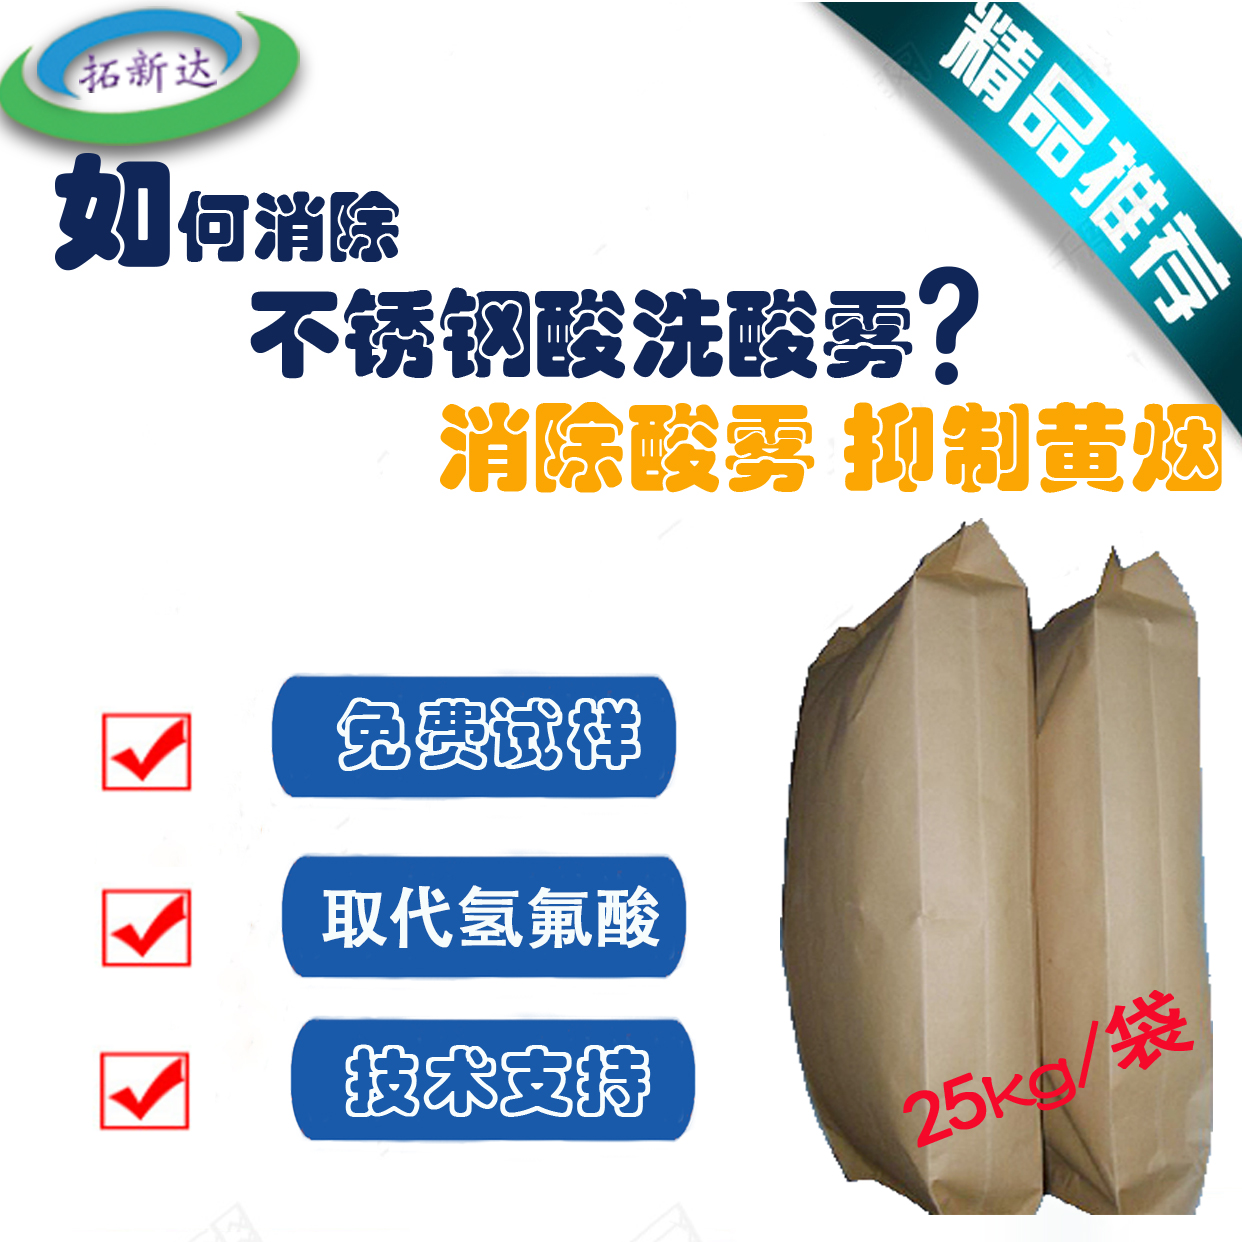 拓新达
精品推荐
如何消除
不锈钢酸洗酸雾?
消除酸雾 抑制黄烟
免费试样
取代氢氟酸
技术支持
25kg/袋